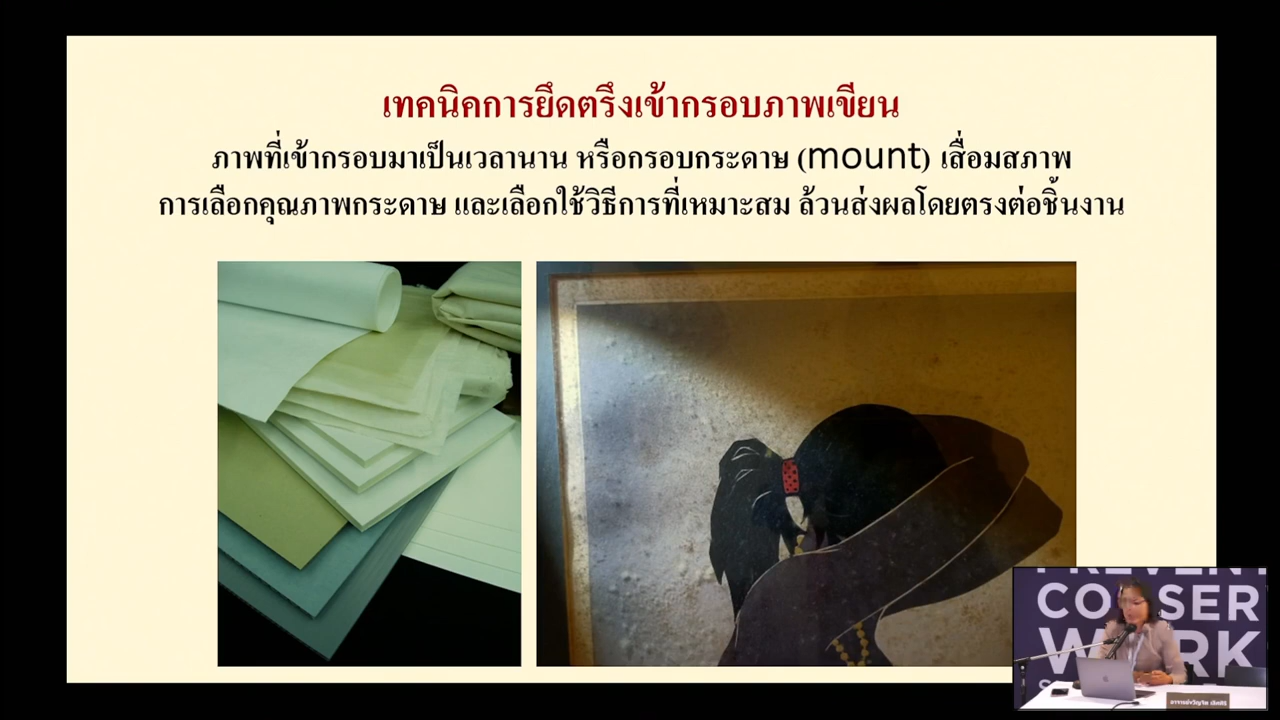 เทคนิคการยึดตรึงเข้ากรอบภาพเขียน
ภาพที่เข้ากรอบมาเป็นเวลานาน หรือกรอบกระดาษ (mount) เสื่อมสภาพ
การเลือกคุณภาพกระดาษ และเลือกใช้วิธีการที่เหมาะสม ล้วนส่งผลโดยตรงต่อชิ้นงาน